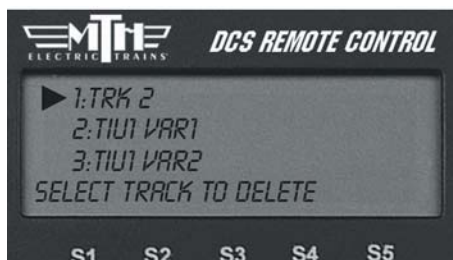 MTH
ELECTRIC TRAINS
DCS REMOTE CONTROL
1:TRK 2
2:TIU1 VAR1
3:TIU1 VAR2
SELECT TRACK TO DELETE
S1 S2 S3 S4 S5